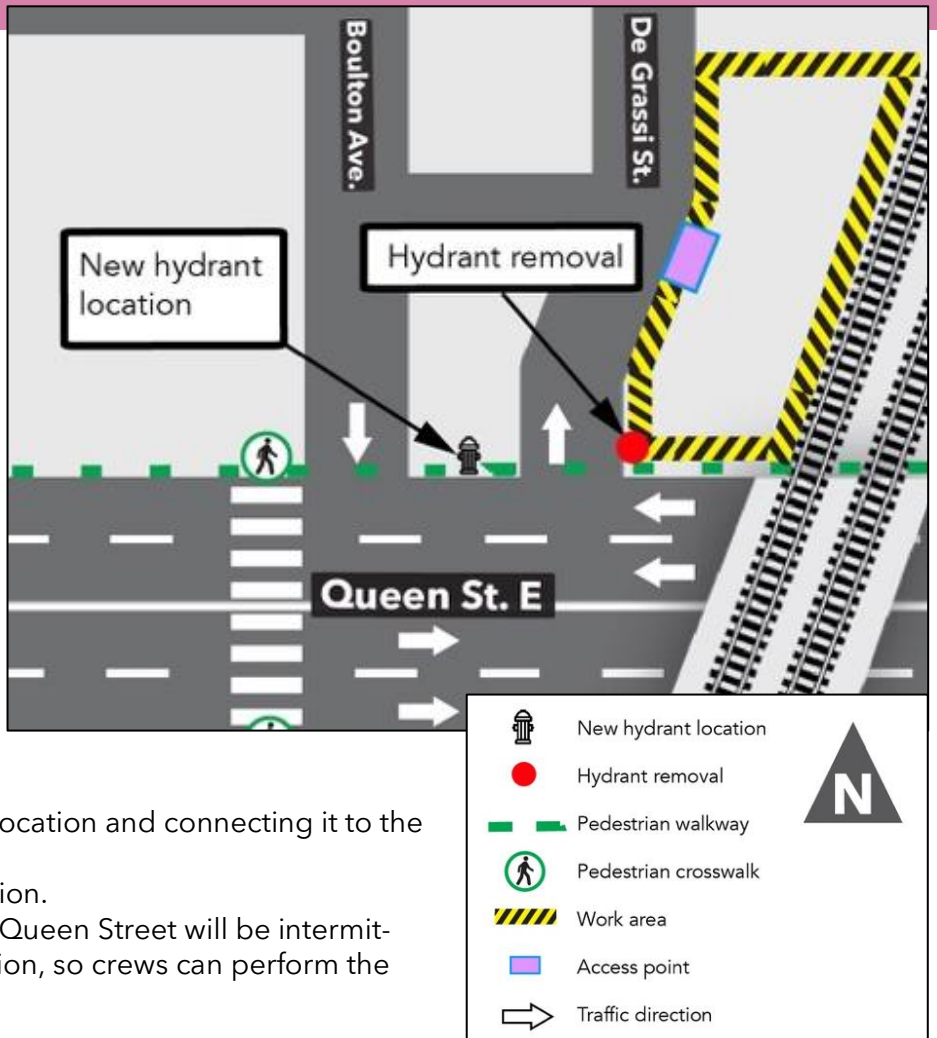 Boulton Ave.
De Grassi St.
New hydrant
location
Hydrant removal
Queen St. E
New hydrant location
Hydrant removal
Pedestrian walkway
Pedestrian crosswalk
Work area
Access point
Traffic direction
N
ocation and connecting it to the
ion.
Queen Street will be intermit-
ion, so crews can perform the